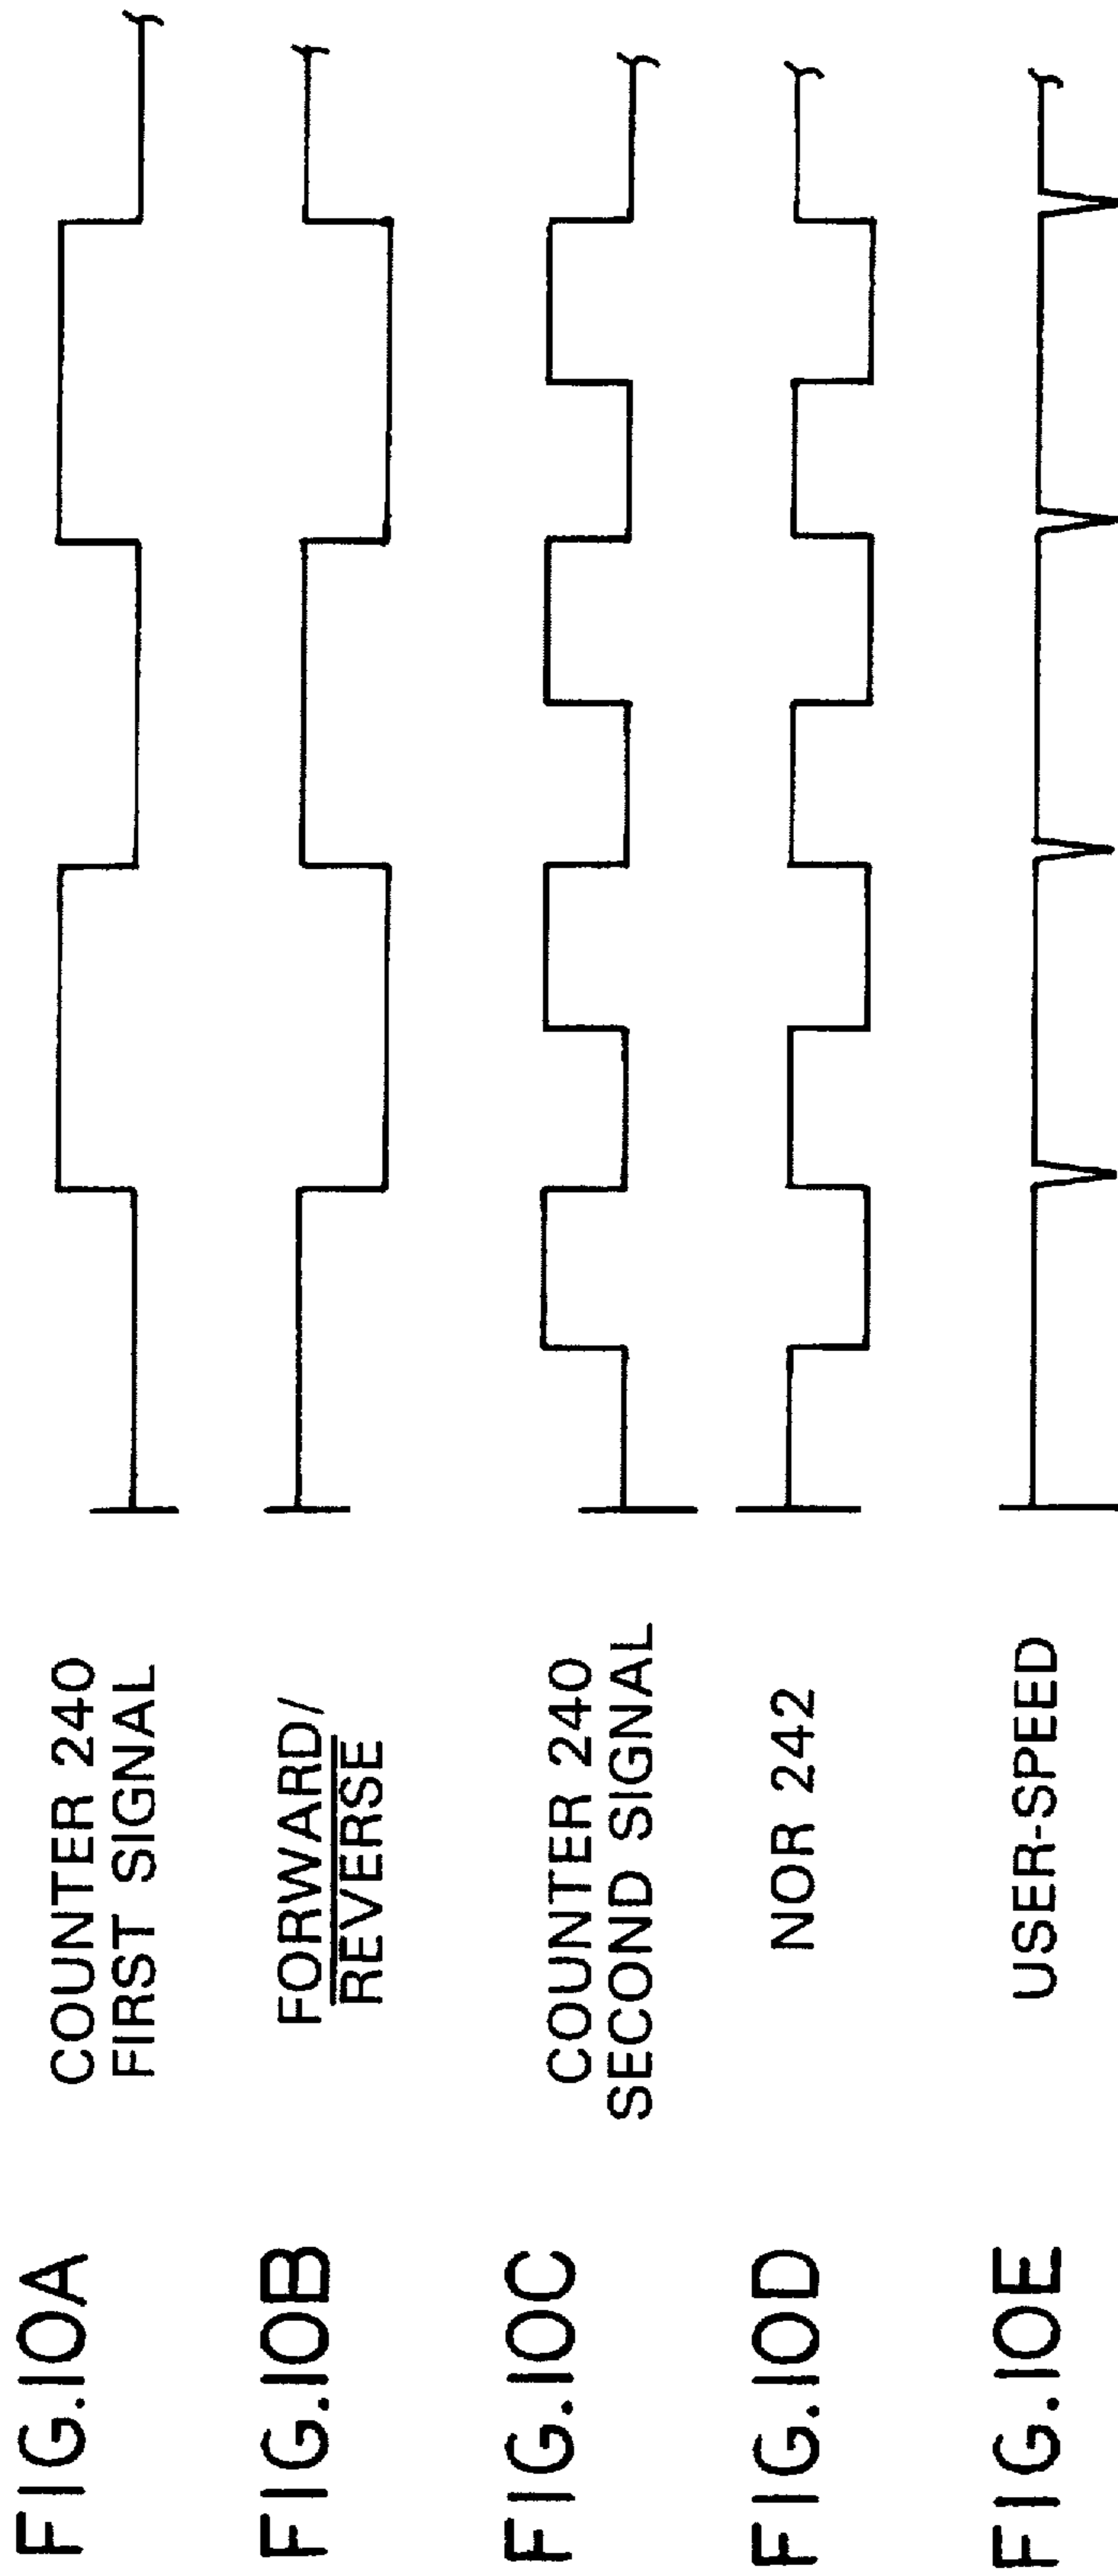 FIG.10A
COUNTER 240
FIRST SIGNAL
FIG.10B
FORWARD/
REVERSE
FIG.10C
COUNTER 240
SECOND SIGNAL
FIG.10D
NOR 242
FIG.10E
USER-SPEED